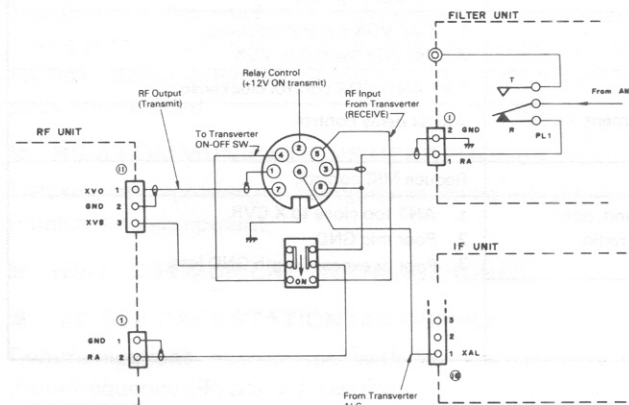 FILTER UNIT
T
From AN
R
PL1
1
2 GND
1 RA
Relay Control
(+12V ON transmit)
RF Output
(Transmit)
RF Input
From Transverter
(RECEIVE)
To Transverter
ON-OFF SW
RF UNIT
11
XVO 1
GND 2
XVS 3
4
2
5
1
6
3
7
8
ON
1
GND 1
RA 2
IF UNIT
3
2
1 XAL
From Transverter